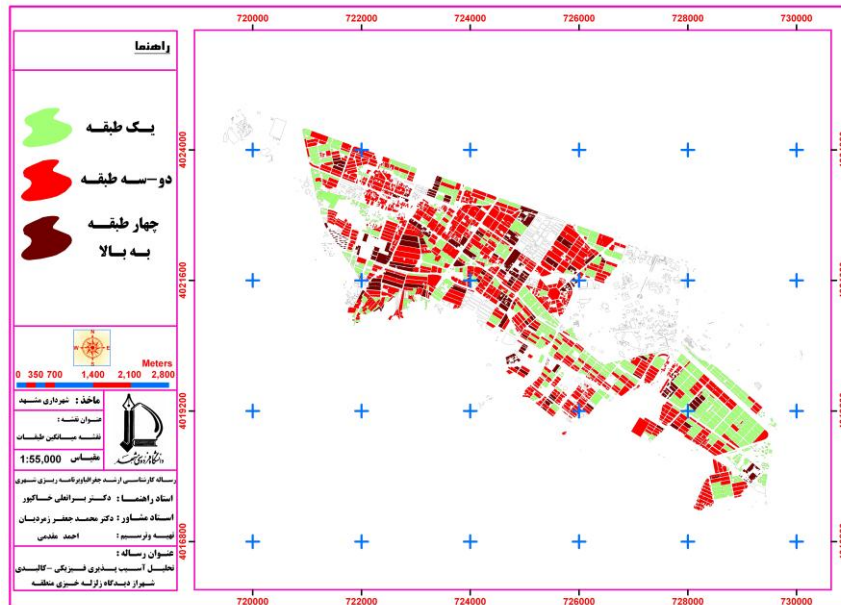 720000 722000 724000 726000 728000 730000
راهنما
یک طبقه
دو-سه طبقه
چهار طبقه
به بالا
4024000
4021600
4019200
4016800
N
W E
S
Meters
0 350 700 1,400 2,100 2,800
ماخذ : شهرداری مشهد
عنوان نقشه :
نقشه میانگین طبقات
مقیاس 1:55,000
رساله کارشناسی ارشد جغرافیا وبرنامه ریزی شهری
استاد راهنما : دکتر براتعلی خاکپور
استاد مشاور : دکتر محمد جعفر زمردیان
تهیه وترسیم : احمد مقدمی
عنوان رساله :
تحلیل آسیب پذیری فیزیکی -کالبدی
شهراز دیدگاه زلزله خیزی منطقه
720000 722000 724000 726000 728000 730000